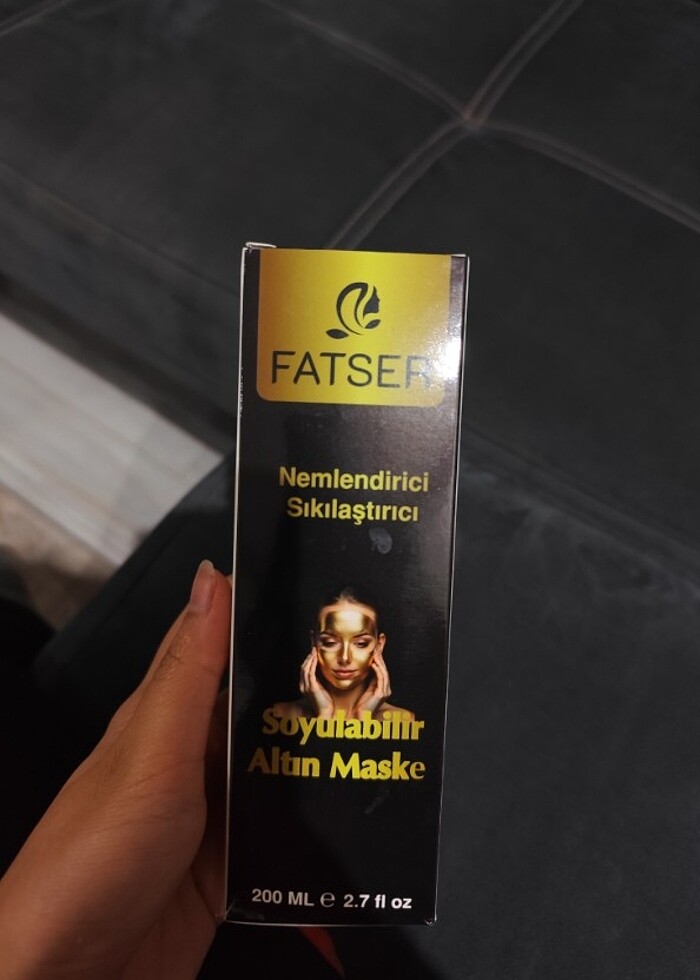 FATSER
Nemlendirici
Sıkılaştırıcı
Soyulabilir
Altın Maske
200 ML ℮ 2.7 fl oz